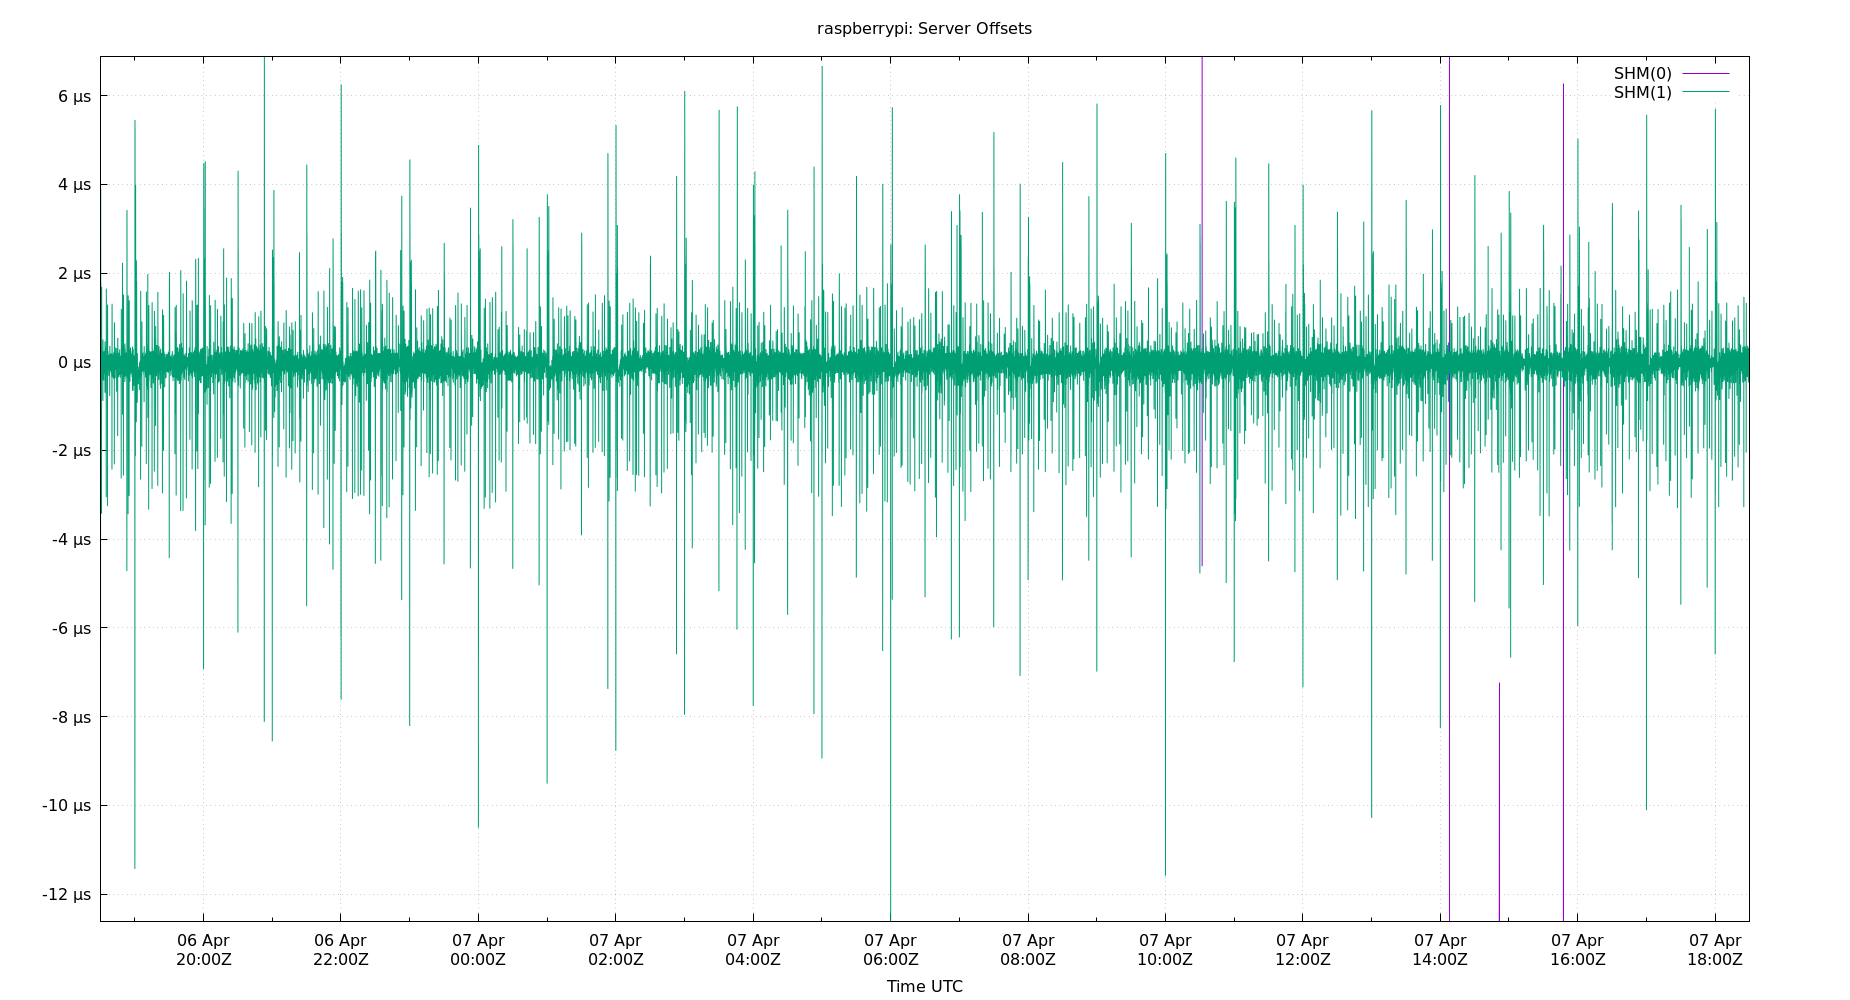 raspberrypi: Server Offsets
SHM(0)
SHM(1)
6 µs
4 µs
2 µs
0 µs
-2 µs
-4 µs
-6 µs
-8 µs
-10 µs
-12 µs
06 Apr 06 Apr 07 Apr 07 Apr 07 Apr 07 Apr 07 Apr 07 Apr 07 Apr 07 Apr 07 Apr 07 Apr
20:00Z 22:00Z 00:00Z 02:00Z 04:00Z 06:00Z 08:00Z 10:00Z 12:00Z 14:00Z 16:00Z 18:00Z
Time UTC